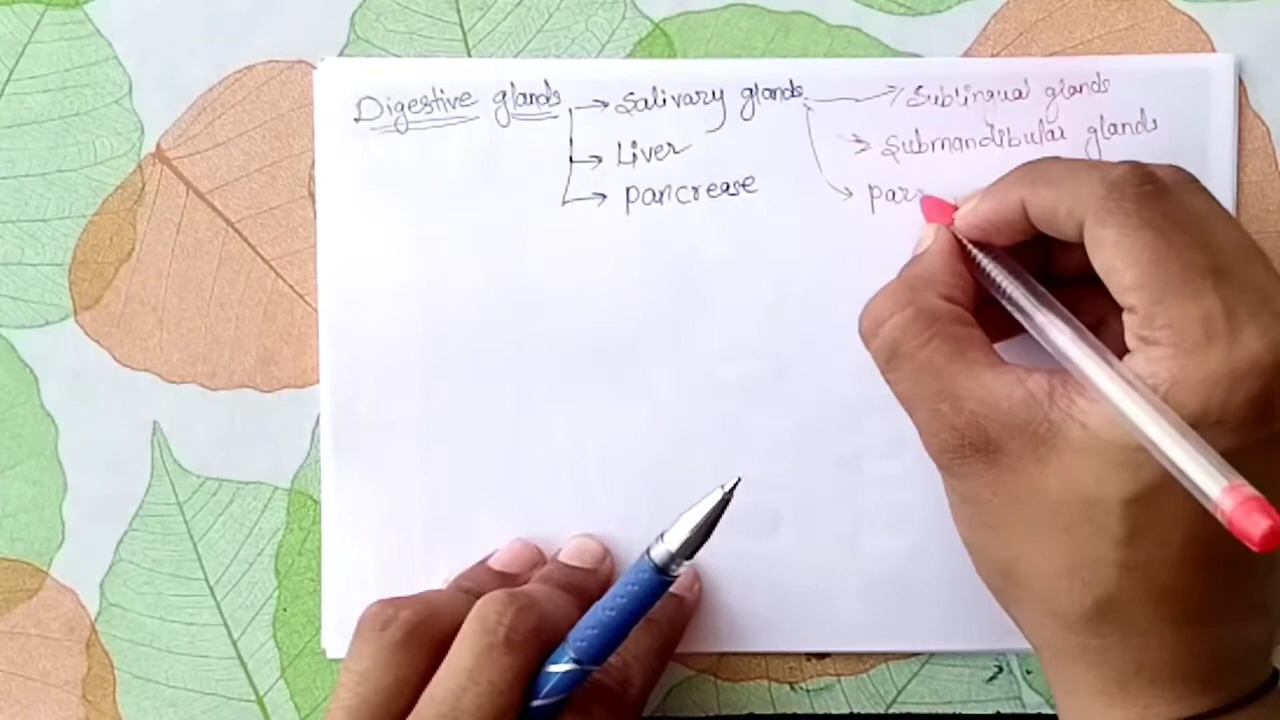 Digestive glands → Salivary glands → Sublingual glands
→ Submandibular glands
→ Liver
→ pancrease → par